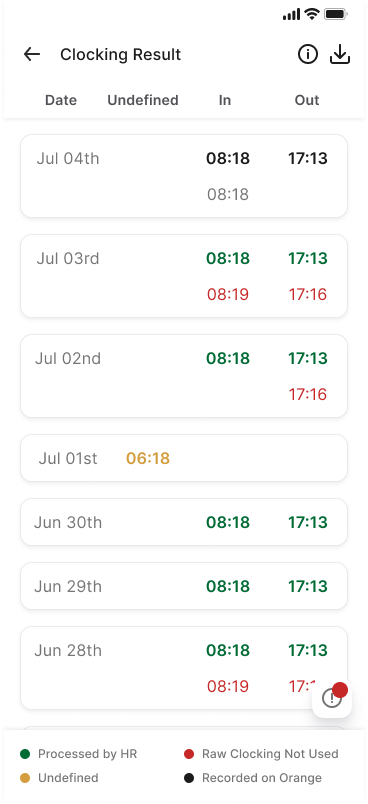 Clocking Result
Date Undefined In Out
Jul 04th 08:18 17:13
08:18
Jul 03rd 08:18 17:13
08:19 17:16
Jul 02nd 08:18 17:13
17:16
Jul 01st 06:18
Jun 30th 08:18 17:13
Jun 29th 08:18 17:13
Jun 28th 08:18 17:13
08:19
Processed by HR Raw Clocking Not Used
Undefined Recorded on Orange